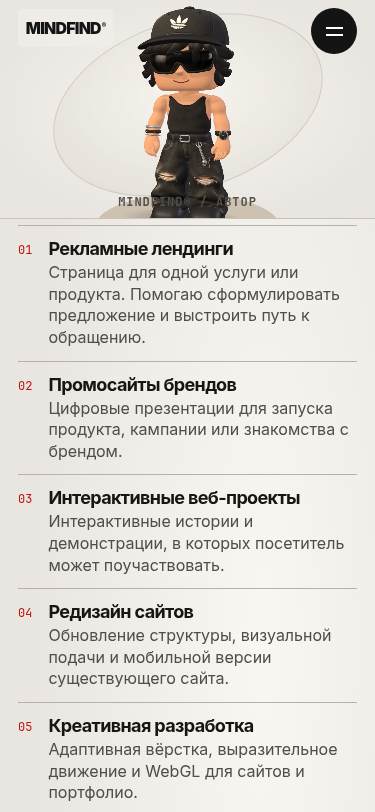 MINDFIND®
MINDFIND® / АВТОР
01 Рекламные лендинги
Страница для одной услуги или
продукта. Помогаю сформулировать
предложение и выстроить путь к
обращению.
02 Промосайты брендов
Цифровые презентации для запуска
продукта, кампании или знакомства с
брендом.
03 Интерактивные веб-проекты
Интерактивные истории и
демонстрации, в которых посетитель
может поучаствовать.
04 Редизайн сайтов
Обновление структуры, визуальной
подачи и мобильной версии
существующего сайта.
05 Креативная разработка
Адаптивная вёрстка, выразительное
движение и WebGL для сайтов и
портфолио.